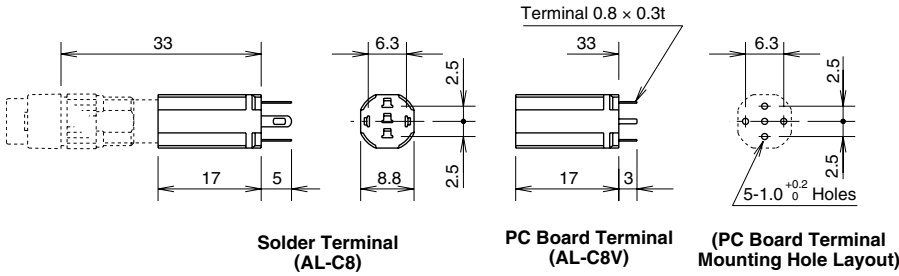 Terminal 0.8 × 0.3t
33
6.3
2.5
2.5
17
5
8.8
33
17
3
6.3
2.5
2.5
5-1.0 +0.2 0 Holes
Solder Terminal
(AL-C8)
PC Board Terminal
(AL-C8V)
(PC Board Terminal
Mounting Hole Layout)